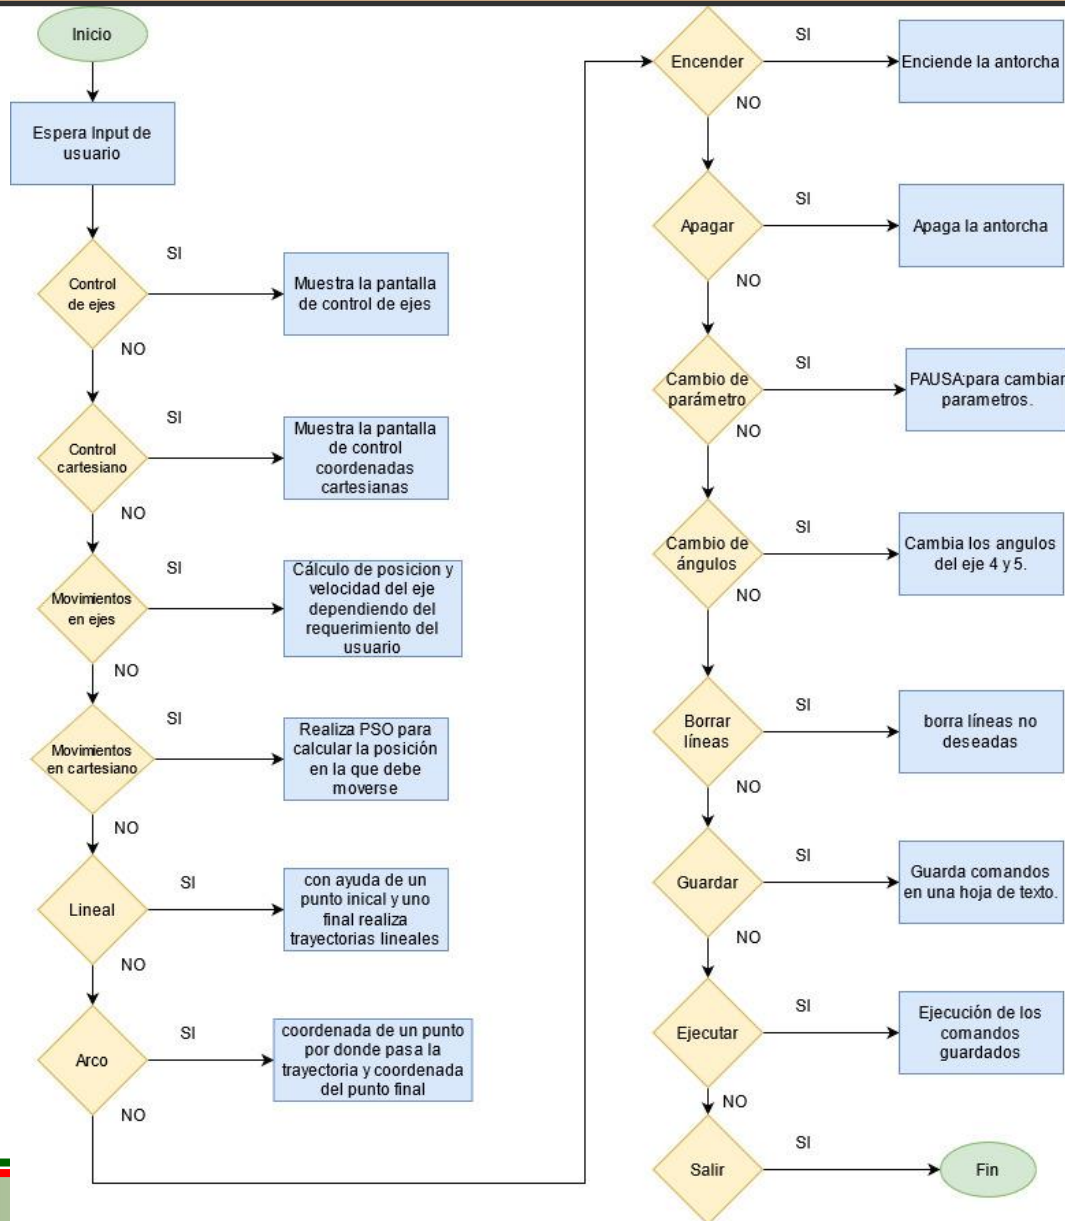 Inicio
Espera Input de
usuario
Control
de ejes
SI
Muestra la pantalla
de control de ejes
NO
Control
cartesiano
SI
Muestra la pantalla
de control
coordenadas
cartesianas
NO
Movimientos
en ejes
SI
Cálculo de posicion y
velocidad del eje
dependiendo del
requerimiento del
usuario
NO
Movimientos
en cartesiano
SI
Realiza PSO para
calcular la posición
en la que debe
moverse
NO
Lineal
SI
con ayuda de un
punto inical y uno
final realiza
trayectorias lineales
NO
Arco
SI
coordenada de un punto
por donde pasa la
trayectoria y coordenada
del punto final
NO
Encender
SI
Enciende la antorcha
NO
Apagar
SI
Apaga la antorcha
NO
Cambio de
parámetro
SI
PAUSA:para cambiar
parametros.
NO
Cambio de
ángulos
SI
Cambia los angulos
del eje 4 y 5.
NO
Borrar
líneas
SI
borra líneas no
deseadas
NO
Guardar
SI
Guarda comandos
en una hoja de texto.
NO
Ejecutar
SI
Ejecución de los
comandos
guardados
NO
Salir
SI
Fin